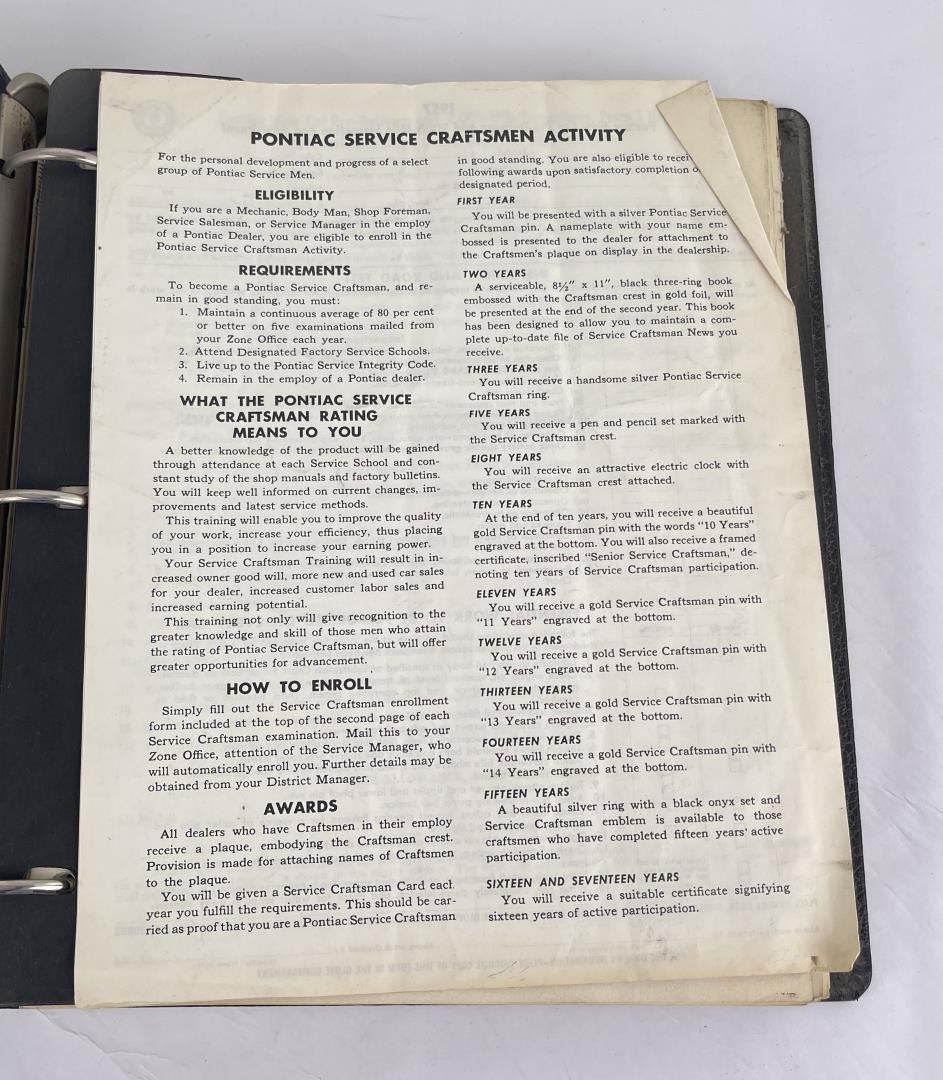 PONTIAC SERVICE CRAFTSMEN ACTIVITY
For the personal development and progress of a select
group of Pontiac Service Men.
ELIGIBILITY
If you are a Mechanic, Body Man, Shop Foreman,
Service Salesman, or Service Manager in the employ
of a Pontiac Dealer, you are eligible to enroll in the
Pontiac Service Craftsman Activity.
REQUIREMENTS
To become a Pontiac Service Craftsman, and re-
main in good standing, you must:
1. Maintain a continuous average of 80 per cent
or better on five examinations mailed from
your Zone Office each year.
2. Attend Designated Factory Service Schools.
3. Live up to the Pontiac Service Integrity Code.
4. Remain in the employ of a Pontiac dealer.
WHAT THE PONTIAC SERVICE
CRAFTSMAN RATING
MEANS TO YOU
A better knowledge of the product will be gained
through attendance at each Service School and con-
stant study of the shop manuals and factory bulletins.
You will keep well informed on current changes, im-
provements and latest service methods.
This training will enable you to improve the quality
of your work, increase your efficiency, thus placing
you in a position to increase your earning power.
Your Service Craftsman Training will result in in-
creased owner good will, more new and used car sales
for your dealer, increased customer labor sales and
increased earning potential.
This training not only will give recognition to the
greater knowledge and skill of those men who attain
the rating of Pontiac Service Craftsman, but will offer
greater opportunities for advancement.
HOW TO ENROLL
Simply fill out the Service Craftsman enrollment
form included at the top of the second page of each
Service Craftsman examination. Mail this to your
Zone Office, attention of the Service Manager, who
will automatically enroll you. Further details may be
obtained from your District Manager.
AWARDS
All dealers who have Craftsmen in their employ
receive a plaque, embodying the Craftsman crest.
Provision is made for attaching names of Craftsmen
to the plaque.
You will be given a Service Craftsman Card each
year you fulfill the requirements. This should be car-
ried as proof that you are a Pontiac Service Craftsman
in good standing. You are also eligible to
following awards upon satisfactory completion
designated period.
FIRST YEAR
You will be presented with a silver Pontiac Service
Craftsman pin. A nameplate with your name em-
bossed is presented to the dealer for attachment to
the Craftsmen's plaque on display in the dealership.
TWO YEARS
A serviceable, 8½" x 11", black three-ring book
embossed with the Craftsman crest in gold foil, will
be presented at the end of the second year. This book
has been designed to allow you to maintain a com-
plete up-to-date file of Service Craftsman News you
receive.
THREE YEARS
You will receive a handsome silver Pontiac Service
Craftsman ring.
FIVE YEARS
You will receive a pen and pencil set marked with
the Service Craftsman crest.
EIGHT YEARS
You will receive an attractive electric clock with
the Service Craftsman crest attached.
TEN YEARS
At the end of ten years, you will receive a beautiful
gold Service Craftsman pin with the words "10 Years"
engraved at the bottom. You will also receive a framed
certificate, inscribed "Senior Service Craftsman," de-
noting ten years of Service Craftsman participation.
ELEVEN YEARS
You will receive a gold Service Craftsman pin with
"11 Years" engraved at the bottom.
TWELVE YEARS
You will receive a gold Service Craftsman pin with
"12 Years" engraved at the bottom.
THIRTEEN YEARS
You will receive a gold Service Craftsman pin with
"13 Years" engraved at the bottom.
FOURTEEN YEARS
You will receive a gold Service Craftsman pin with
"14 Years" engraved at the bottom.
FIFTEEN YEARS
A beautiful silver ring with a black onyx set and
Service Craftsman emblem is available to those
craftsmen who have completed fifteen years' active
participation.
SIXTEEN AND SEVENTEEN YEARS
You will receive a suitable certificate signifying
sixteen years of active participation.